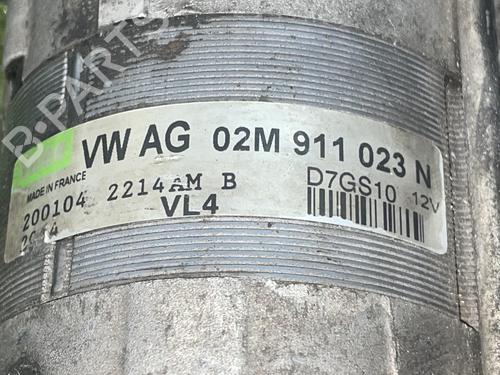 VW AG 02M 911 023 N
MADE IN FRANCE
200104 2214AM B
VL4
D7GS10 12V
B-PARTS